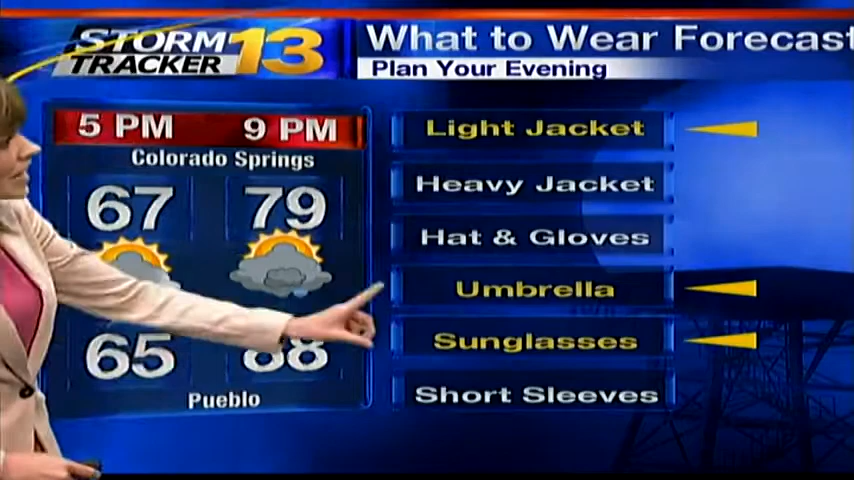 STORM
TRACKER 13
What to Wear Forecast
Plan Your Evening
5 PM
9 PM
Colorado Springs
67
79
65
88
Pueblo
Light Jacket
Heavy Jacket
Hat & Gloves
Umbrella
Sunglasses
Short Sleeves